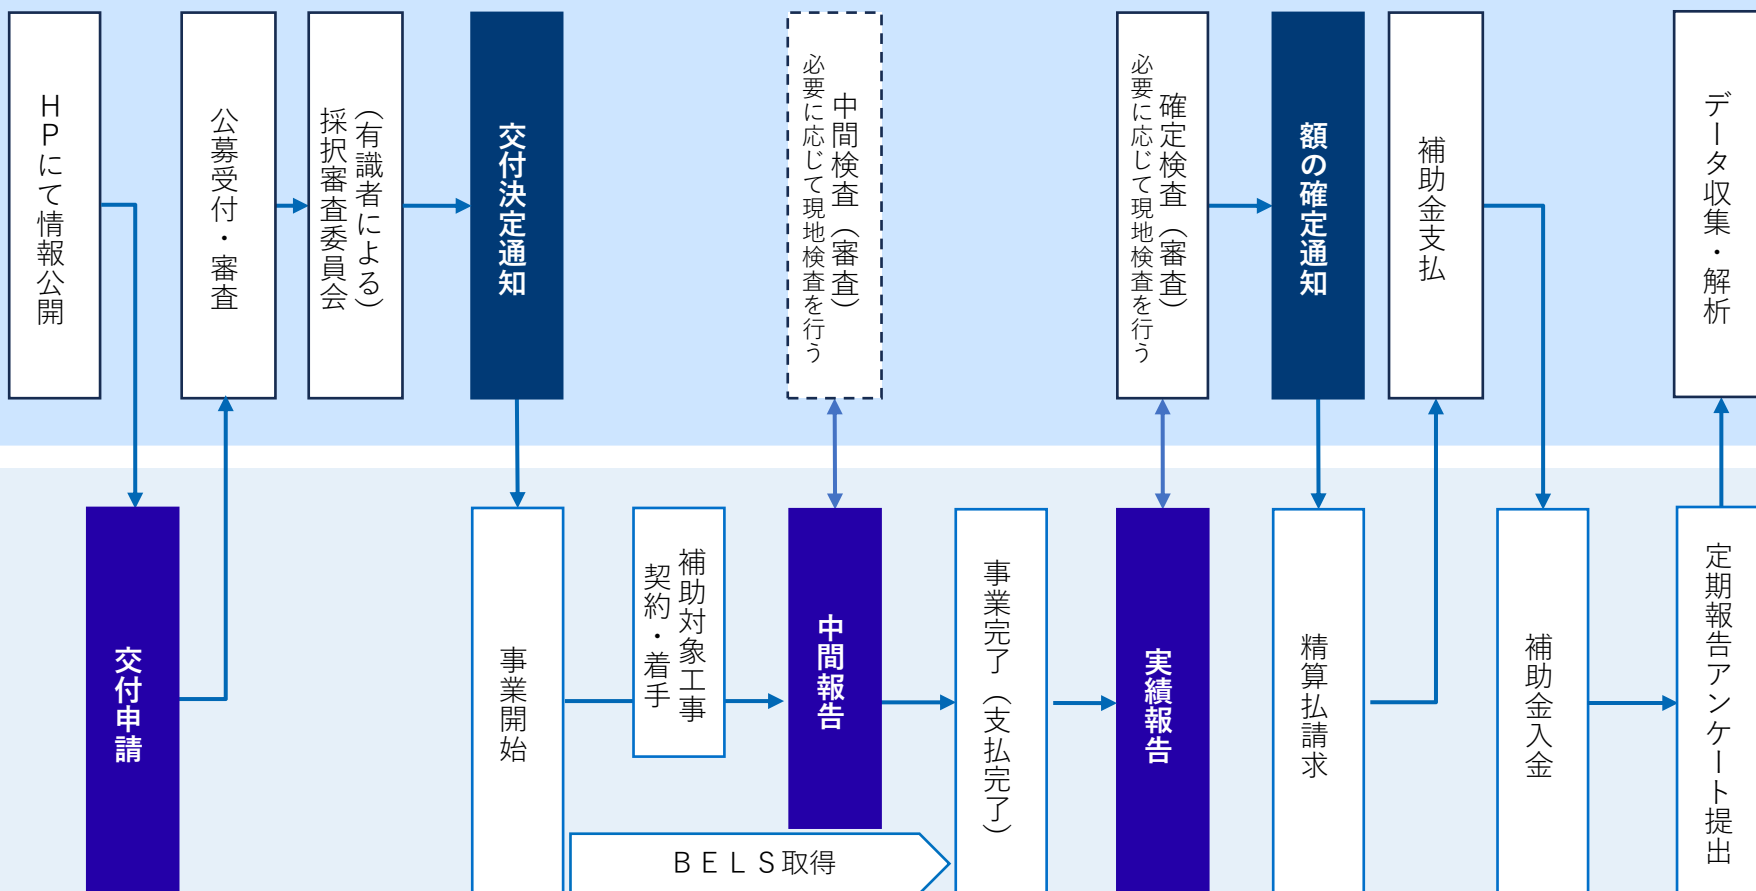 HPにて情報公開
公募受付・審査
(有識者による)
採択審査委員会
交付決定通知
中間検査(審査)
必要に応じて現地検査を行う
確定検査(審査)
必要に応じて現地検査を行う
額の確定通知
補助金支払
データ収集・解析
交付申請
事業開始
補助対象工事
契約・着手
中間報告
事業完了(支払完了)
実績報告
精算払請求
補助金入金
定期報告アンケート提出
BELS取得